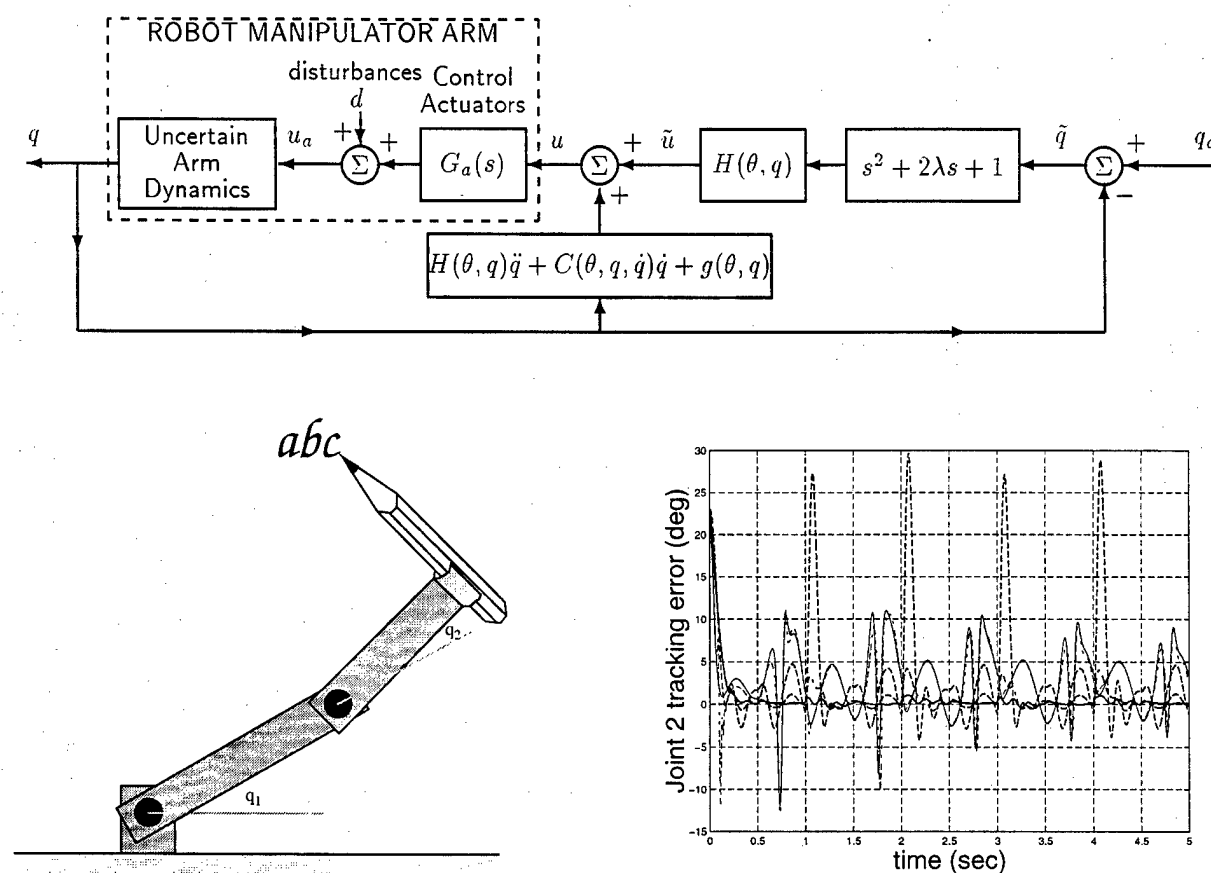 ROBOT MANIPULATOR ARM
disturbances
d
Control
Actuators
q
Uncertain
Arm
Dynamics
u_a
+
Σ
+
G_a(s)
u
Σ
+
+
ũ
H(θ, q)
s² + 2λs + 1
q̃
Σ
+
−
q_d
H(θ, q)q̈ + C(θ, q, q̇)q̇ + g(θ, q)
abc
q₂
q₁
Joint 2 tracking error (deg)
30
25
20
15
10
5
0
-5
-10
-15
0 0.5 1 1.5 2 2.5 3 3.5 4 4.5 5
time (sec)